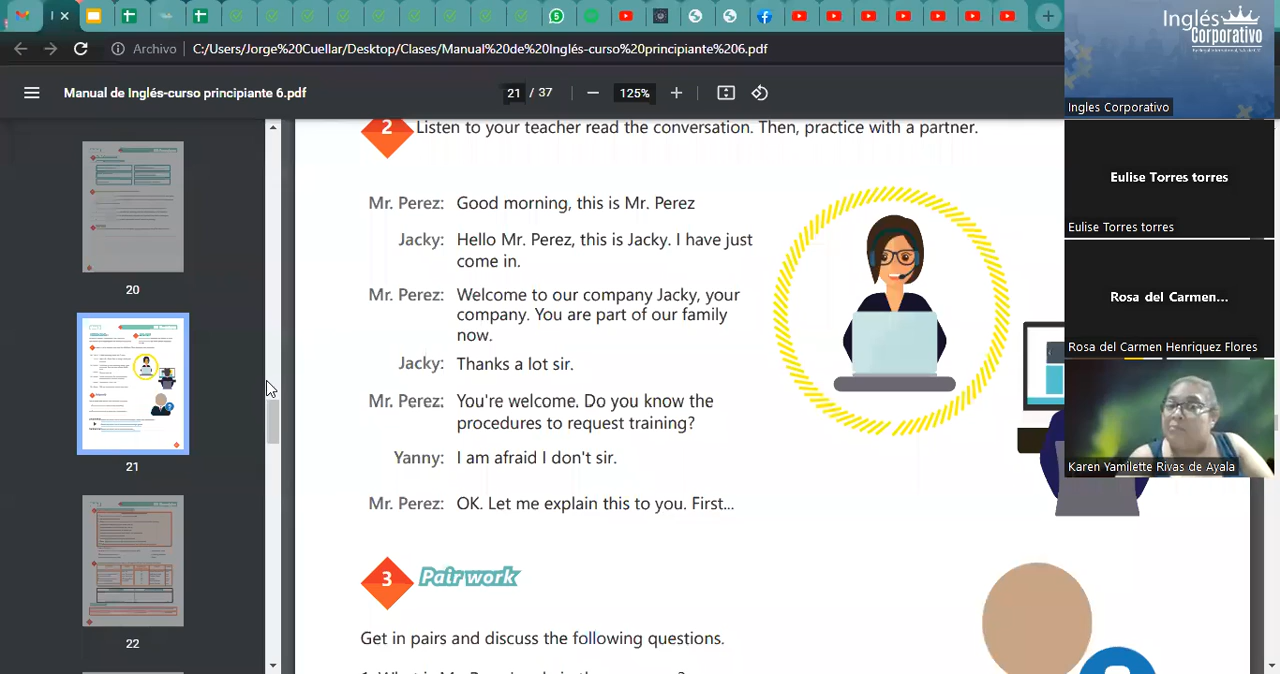 5
Archivo
C:/Users/Jorge%20Cuellar/Desktop/Clases/Manual%20de%20Inglés-curso%20principiante%206.pdf
Manual de Inglés-curso principiante 6.pdf
21 / 37
125%
20
21
22
2 Listen to your teacher read the conversation. Then, practice with a partner.
Mr. Perez: Good morning, this is Mr. Perez
Jacky: Hello Mr. Perez, this is Jacky. I have just
come in.
Mr. Perez: Welcome to our company Jacky, your
company. You are part of our family
now.
Jacky: Thanks a lot sir.
Mr. Perez: You're welcome. Do you know the
procedures to request training?
Yanny: I am afraid I don't sir.
Mr. Perez: OK. Let me explain this to you. First...
3 Pair work
Get in pairs and discuss the following questions.
Inglés
Corporativo
Ingles Corporativo
Eulise Torres torres
Eulise Torres torres
Rosa del Carmen...
Rosa del Carmen Henriquez Flores
Karen Yamilette Rivas de Ayala